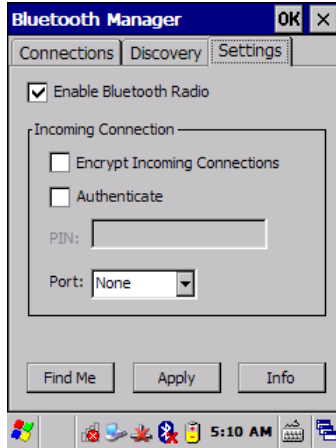 Bluetooth Manager OK
Connections Discovery Settings
Enable Bluetooth Radio
Incoming Connection
Encrypt Incoming Connections
Authenticate
PIN:
Port: None
Find Me Apply Info
5:10 AM